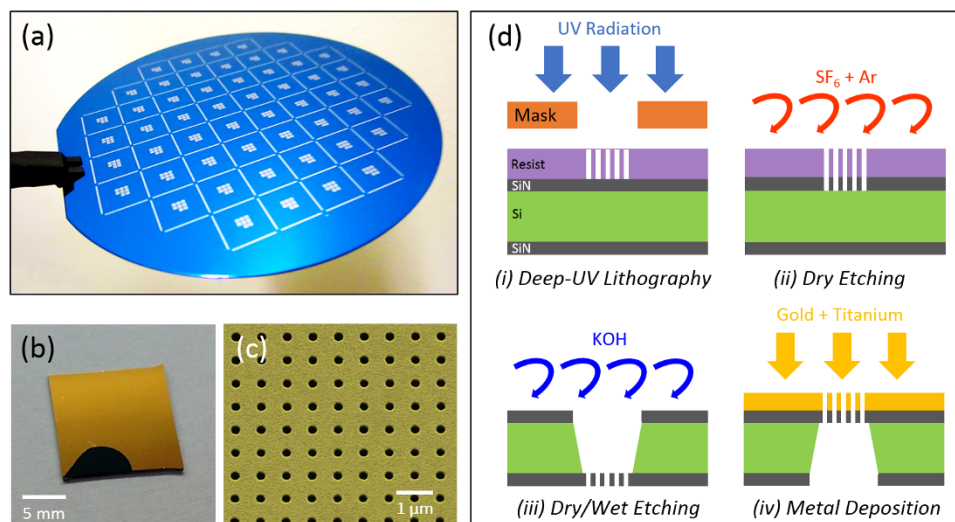 (a)
(b)
5 mm
(c)
1 μm
(d)
UV Radiation
Mask
Resist
SiN
Si
SiN
(i) Deep-UV Lithography
SF₆ + Ar
(ii) Dry Etching
KOH
(iii) Dry/Wet Etching
Gold + Titanium
(iv) Metal Deposition